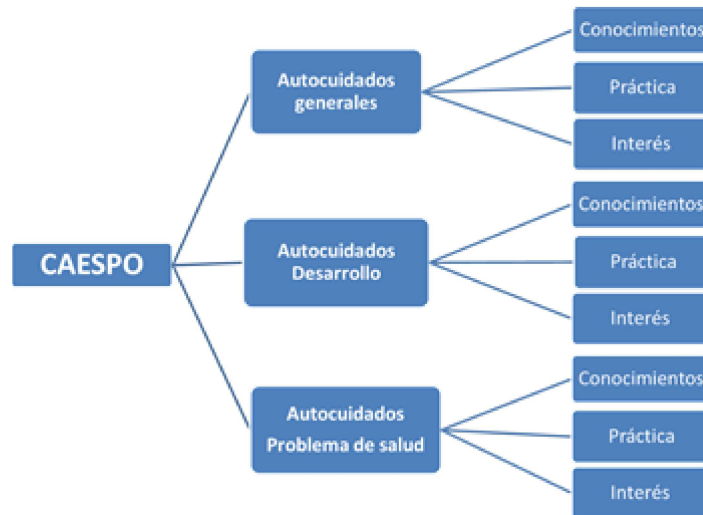 CAESPO
Autocuidados
generales
Conocimientos
Práctica
Interés
Autocuidados
Desarrollo
Conocimientos
Práctica
Interés
Autocuidados
Problema de salud
Conocimientos
Práctica
Interés